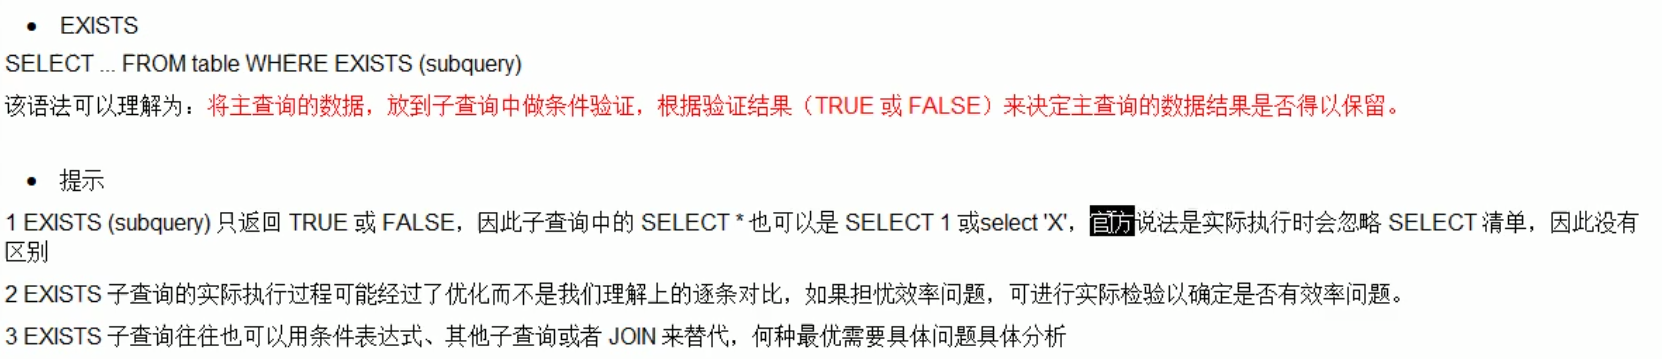 • EXISTS
SELECT ... FROM table WHERE EXISTS (subquery)
该语法可以理解为：将主查询的数据，放到子查询中做条件验证，根据验证结果（TRUE 或 FALSE）来决定主查询的数据结果是否得以保留。
• 提示
1 EXISTS (subquery) 只返回 TRUE 或 FALSE，因此子查询中的 SELECT * 也可以是 SELECT 1 或select 'X'，官方说法是实际执行时会忽略 SELECT 清单，因此没有
区别
2 EXISTS 子查询的实际执行过程可能经过了优化而不是我们理解上的逐条对比，如果担忧效率问题，可进行实际检验以确定是否有效率问题。
3 EXISTS 子查询往往也可以用条件表达式、其他子查询或者 JOIN 来替代，何种最优需要具体问题具体分析